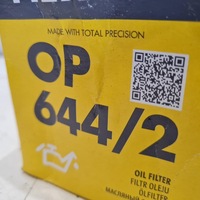 MADE WITH TOTAL PRECISION
OP
644/2
OIL FILTER
FILTR OLEJU
ÖLFILTER